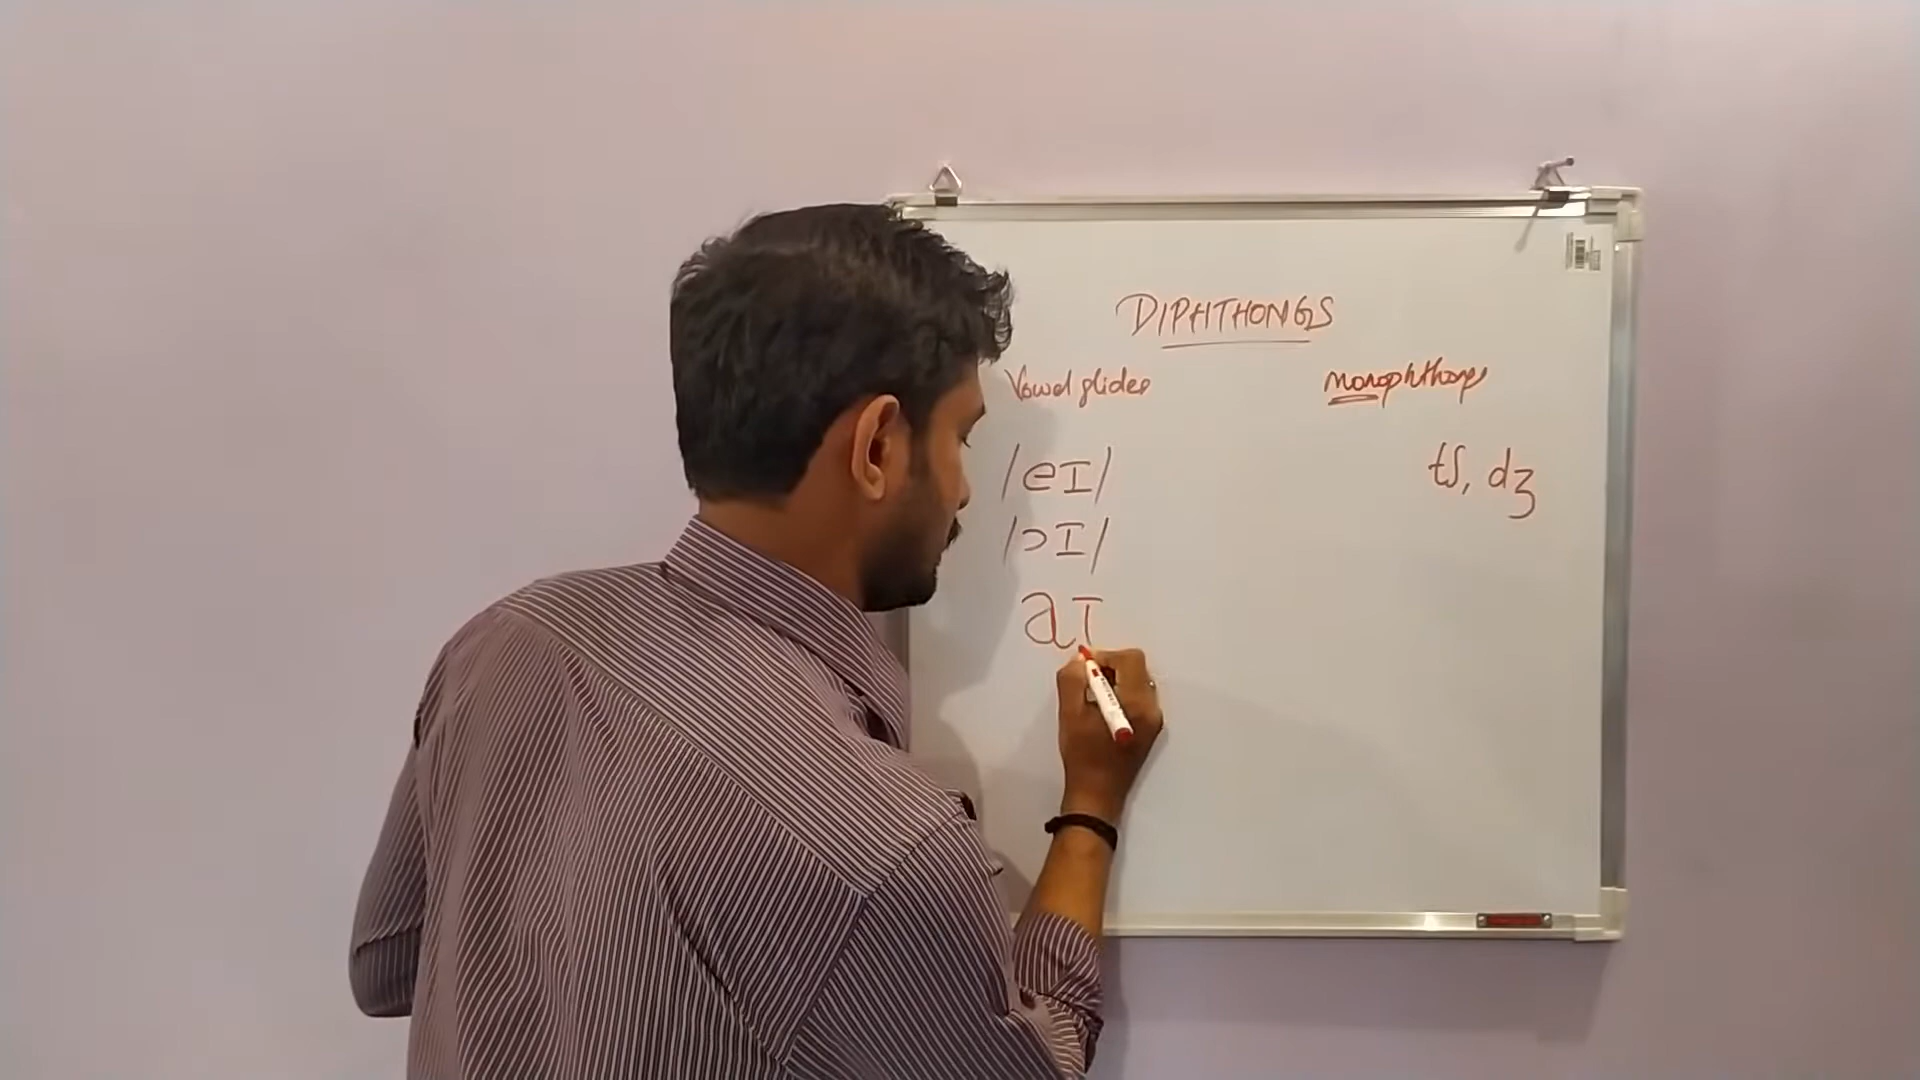 DIPHTHONGS
Vowel glides
monophthongs
/eɪ/
tʃ, dʒ
/ɔɪ/
aɪ